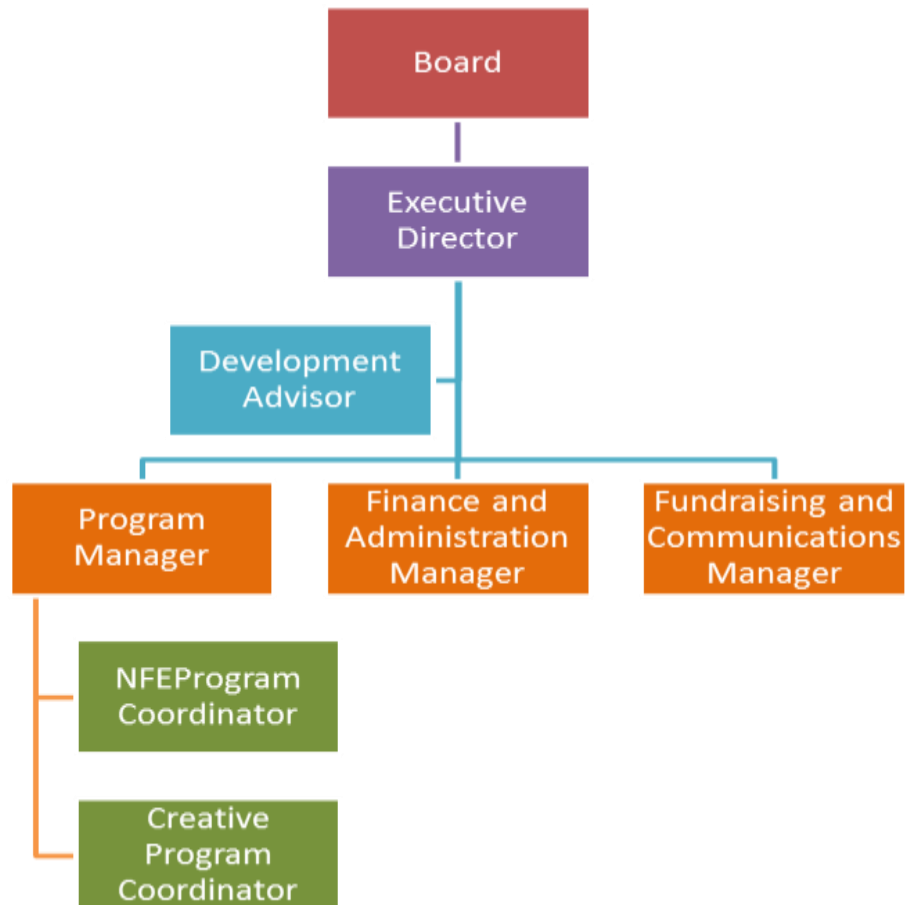 Board
Executive
Director
Development
Advisor
Program
Manager
Finance and
Administration
Manager
Fundraising and
Communications
Manager
NFEProgram
Coordinator
Creative
Program
Coordinator